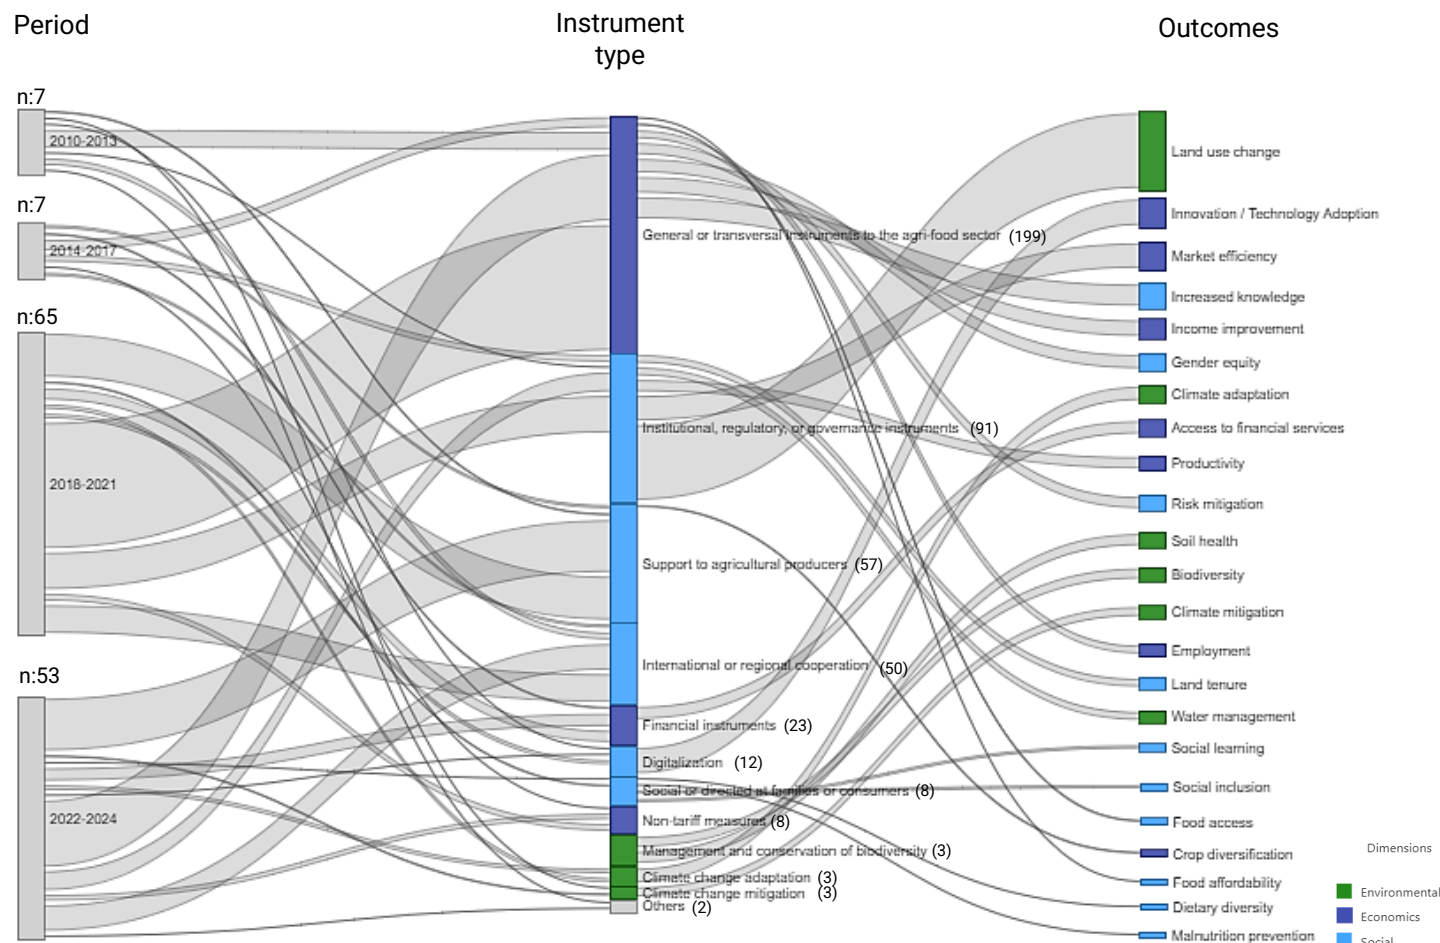 Period
Instrument
type
Outcomes
n:7
2010-2013
n:7
2014-2017
n:65
2018-2021
n:53
2022-2024
General or transversal instruments to the agri-food sector (199)
Institutional, regulatory, or governance instruments (91)
Support to agricultural producers (57)
International or regional cooperation (50)
Financial instruments (23)
Digitalization (12)
Social or directed at families or consumers (8)
Non-tariff measures (8)
Management and conservation of biodiversity (3)
Climate change adaptation (3)
Climate change mitigation (3)
Others (2)
Land use change
Innovation / Technology Adoption
Market efficiency
Increased knowledge
Income improvement
Gender equity
Climate adaptation
Access to financial services
Productivity
Risk mitigation
Soil health
Biodiversity
Climate mitigation
Employment
Land tenure
Water management
Social learning
Social inclusion
Food access
Crop diversification
Food affordability
Dietary diversity
Malnutrition prevention
Dimensions
Environmental
Economics
Social